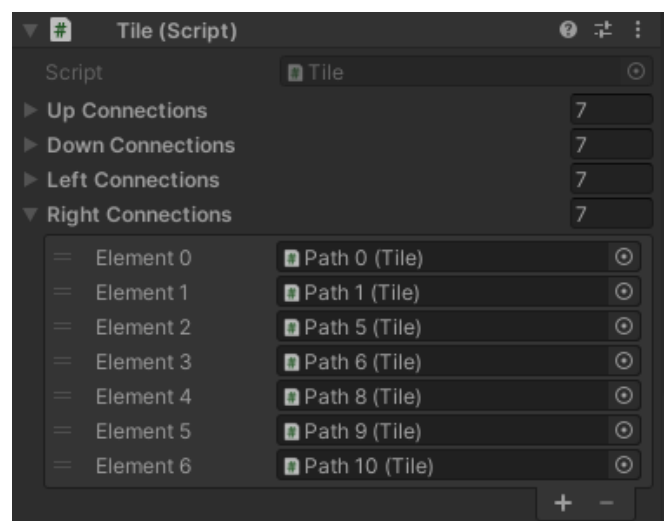 Tile (Script)
Script Tile
Up Connections 7
Down Connections 7
Left Connections 7
Right Connections 7
Element 0 Path 0 (Tile)
Element 1 Path 1 (Tile)
Element 2 Path 5 (Tile)
Element 3 Path 6 (Tile)
Element 4 Path 8 (Tile)
Element 5 Path 9 (Tile)
Element 6 Path 10 (Tile)